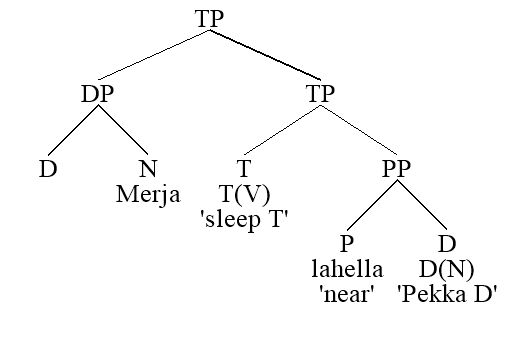 TP
DP TP
D N T PP
Merja T(V)
'sleep T' P D
lahella D(N)
'near' 'Pekka D'